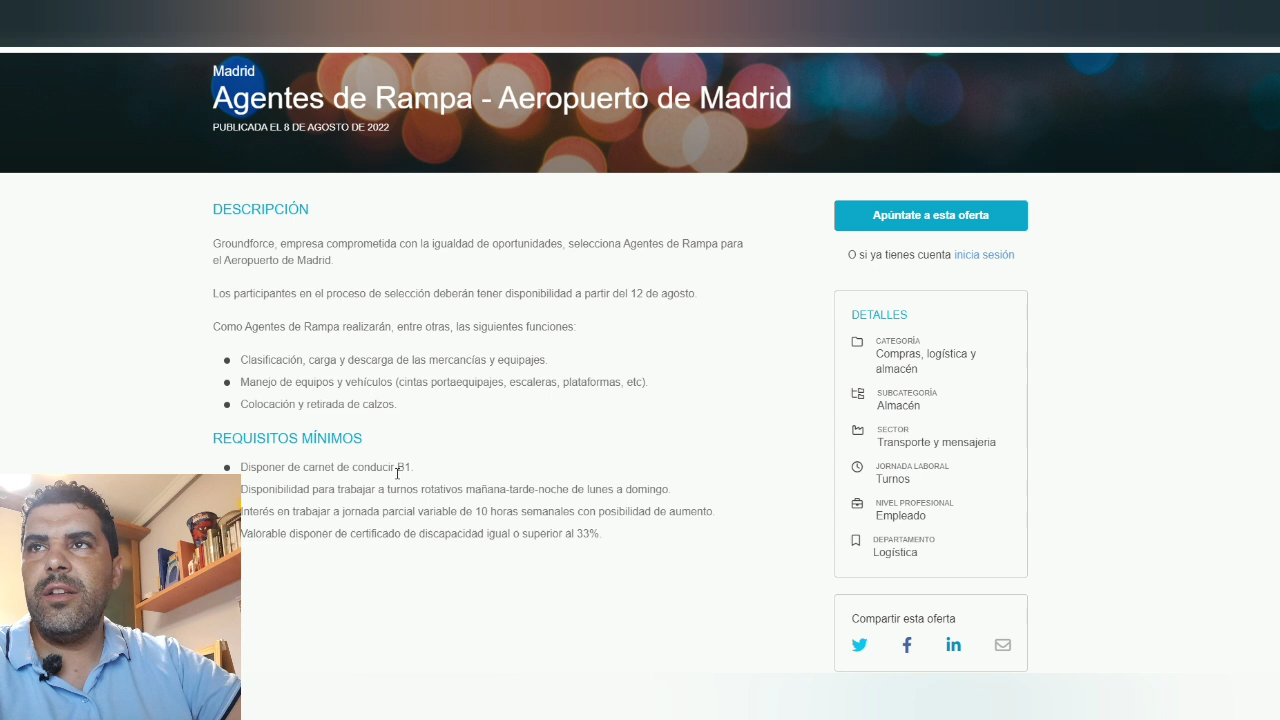 Madrid
Agentes de Rampa - Aeropuerto de Madrid
PUBLICADA EL 8 DE AGOSTO DE 2022
DESCRIPCIÓN
Groundforce, empresa comprometida con la igualdad de oportunidades, selecciona Agentes de Rampa para
el Aeropuerto de Madrid.
Los participantes en el proceso de selección deberán tener disponibilidad a partir del 12 de agosto.
Como Agentes de Rampa realizarán, entre otras, las siguientes funciones:
Clasificación, carga y descarga de las mercancías y equipajes.
Manejo de equipos y vehículos (cintas portaequipajes, escaleras, plataformas, etc).
Colocación y retirada de calzos.
REQUISITOS MÍNIMOS
Disponer de carnet de conducir B1.
Disponibilidad para trabajar a turnos rotativos mañana-tarde-noche de lunes a domingo.
Interés en trabajar a jornada parcial variable de 10 horas semanales con posibilidad de aumento.
Valorable disponer de certificado de discapacidad igual o superior al 33%.
Apúntate a esta oferta
O si ya tienes cuenta inicia sesión
DETALLES
CATEGORÍA
Compras, logística y
almacén
SUBCATEGORÍA
Almacén
SECTOR
Transporte y mensajeria
JORNADA LABORAL
Turnos
NIVEL PROFESIONAL
Empleado
DEPARTAMENTO
Logística
Compartir esta oferta